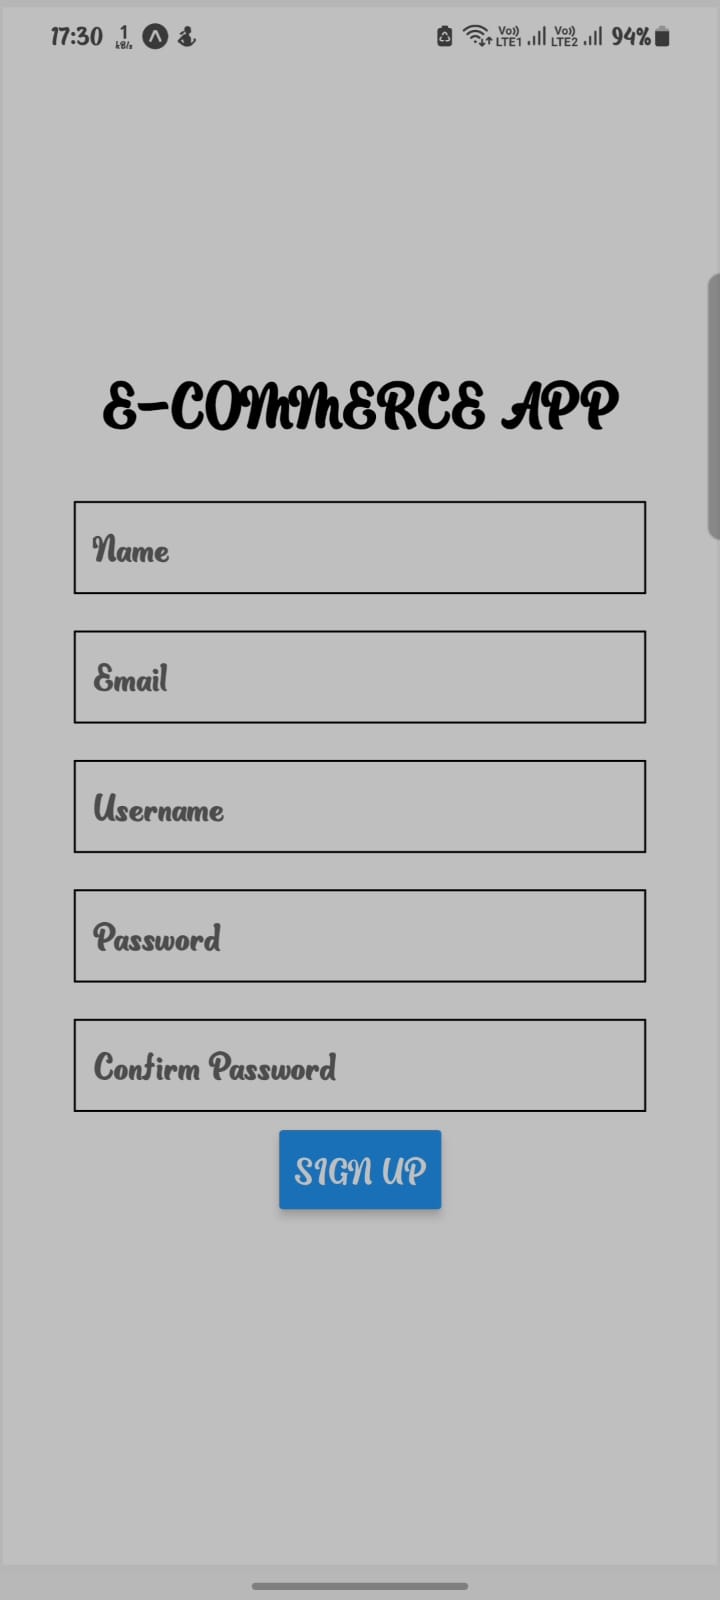 17:30 1 kB/s Vo)) LTE1 Vo)) LTE2 94%
E-COMMERCE APP
Name
Email
Username
Password
Confirm Password
SIGN UP